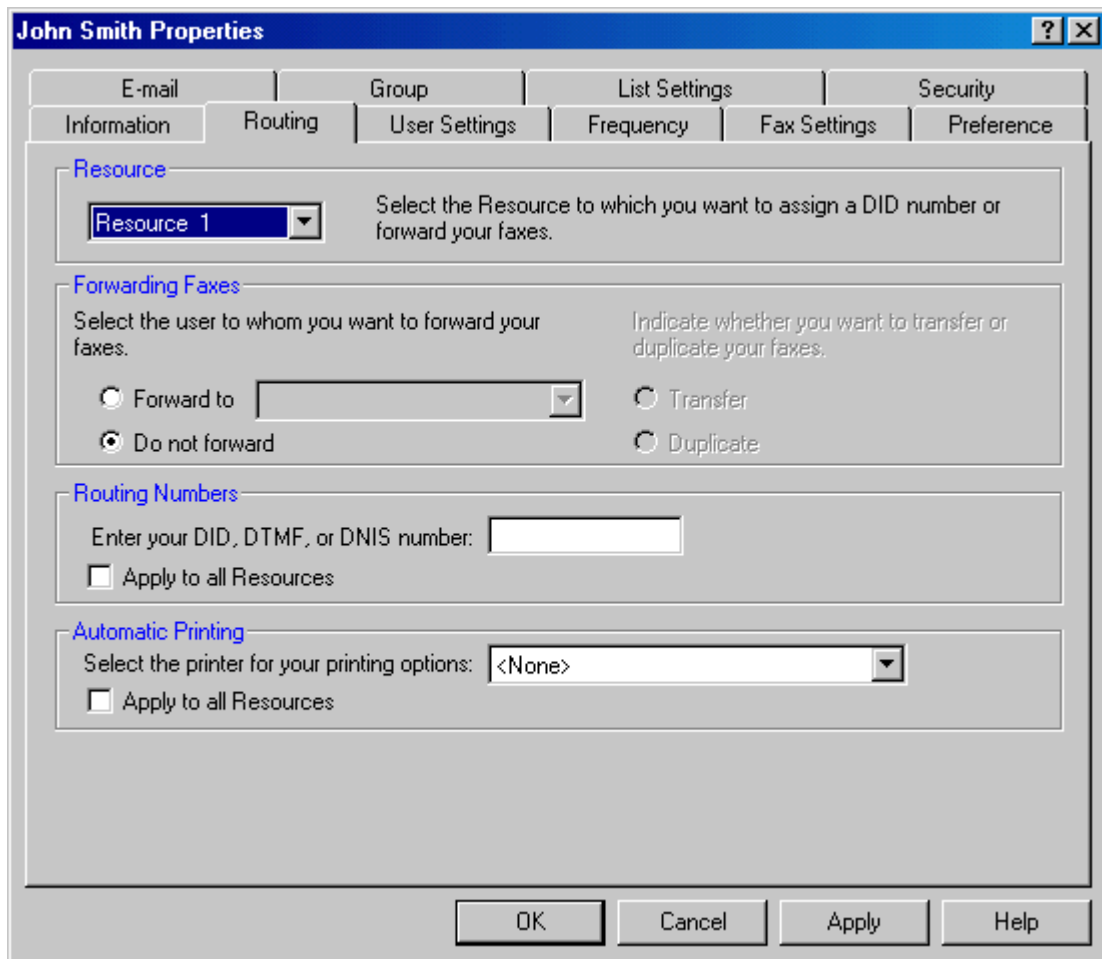 John Smith Properties
E-mail Group List Settings Security
Information Routing User Settings Frequency Fax Settings Preference
Resource
Resource 1
Select the Resource to which you want to assign a DID number or
forward your faxes.
Forwarding Faxes
Select the user to whom you want to forward your
faxes.
Indicate whether you want to transfer or
duplicate your faxes.
Forward to
Transfer
Do not forward
Duplicate
Routing Numbers
Enter your DID, DTMF, or DNIS number:
Apply to all Resources
Automatic Printing
Select the printer for your printing options: <None>
Apply to all Resources
OK Cancel Apply Help